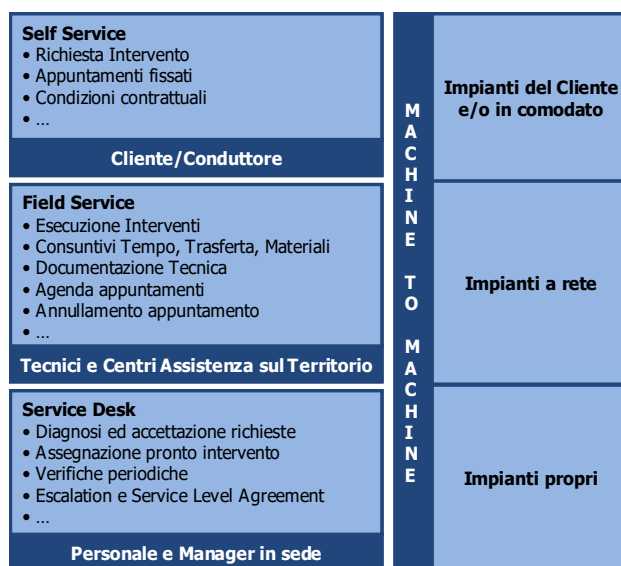 Self Service
• Richiesta Intervento
• Appuntamenti fissati
• Condizioni contrattuali
• ...
Cliente/Conduttore
Field Service
• Esecuzione Interventi
• Consuntivi Tempo, Trasferta, Materiali
• Documentazione Tecnica
• Agenda appuntamenti
• Annullamento appuntamento
• ...
Tecnici e Centri Assistenza sul Territorio
Service Desk
• Diagnosi ed accettazione richieste
• Assegnazione pronto intervento
• Verifiche periodiche
• Escalation e Service Level Agreement
• ...
Personale e Manager in sede
MACHINE TO MACHINE
Impianti del Cliente
e/o in comodato
Impianti a rete
Impianti propri